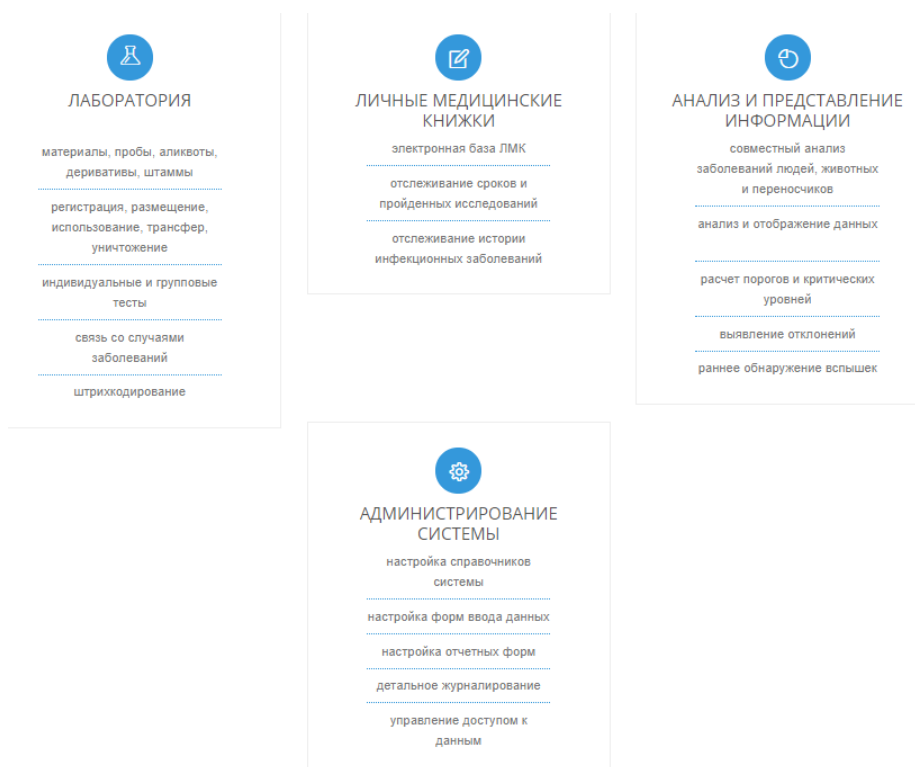 ЛАБОРАТОРИЯ
материалы, пробы, аликвоты,
деривативы, штаммы
регистрация, размещение,
использование, трансфер,
уничтожение
индивидуальные и групповые
тесты
связь со случаями
заболеваний
штрихкодирование
ЛИЧНЫЕ МЕДИЦИНСКИЕ
КНИЖКИ
электронная база ЛМК
отслеживание сроков и
пройденных исследований
отслеживание истории
инфекционных заболеваний
АНАЛИЗ И ПРЕДСТАВЛЕНИЕ
ИНФОРМАЦИИ
совместный анализ
заболеваний людей, животных
и переносчиков
анализ и отображение данных
расчет порогов и критических
уровней
выявление отклонений
раннее обнаружение вспышек
АДМИНИСТРИРОВАНИЕ
СИСТЕМЫ
настройка справочников
системы
настройка форм ввода данных
настройка отчетных форм
детальное журналирование
управление доступом к
данным